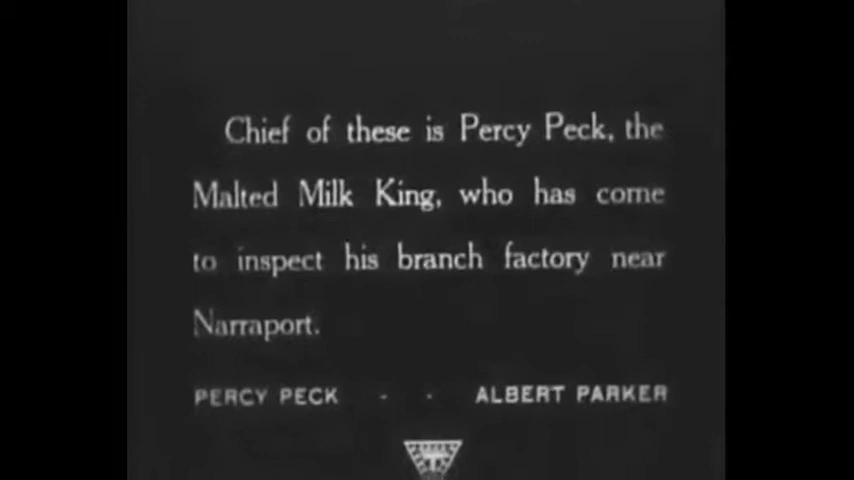 Chief of these is Percy Peck, the
Malted Milk King, who has come
to inspect his branch factory near
Narraport.
PERCY PECK - - ALBERT PARKER